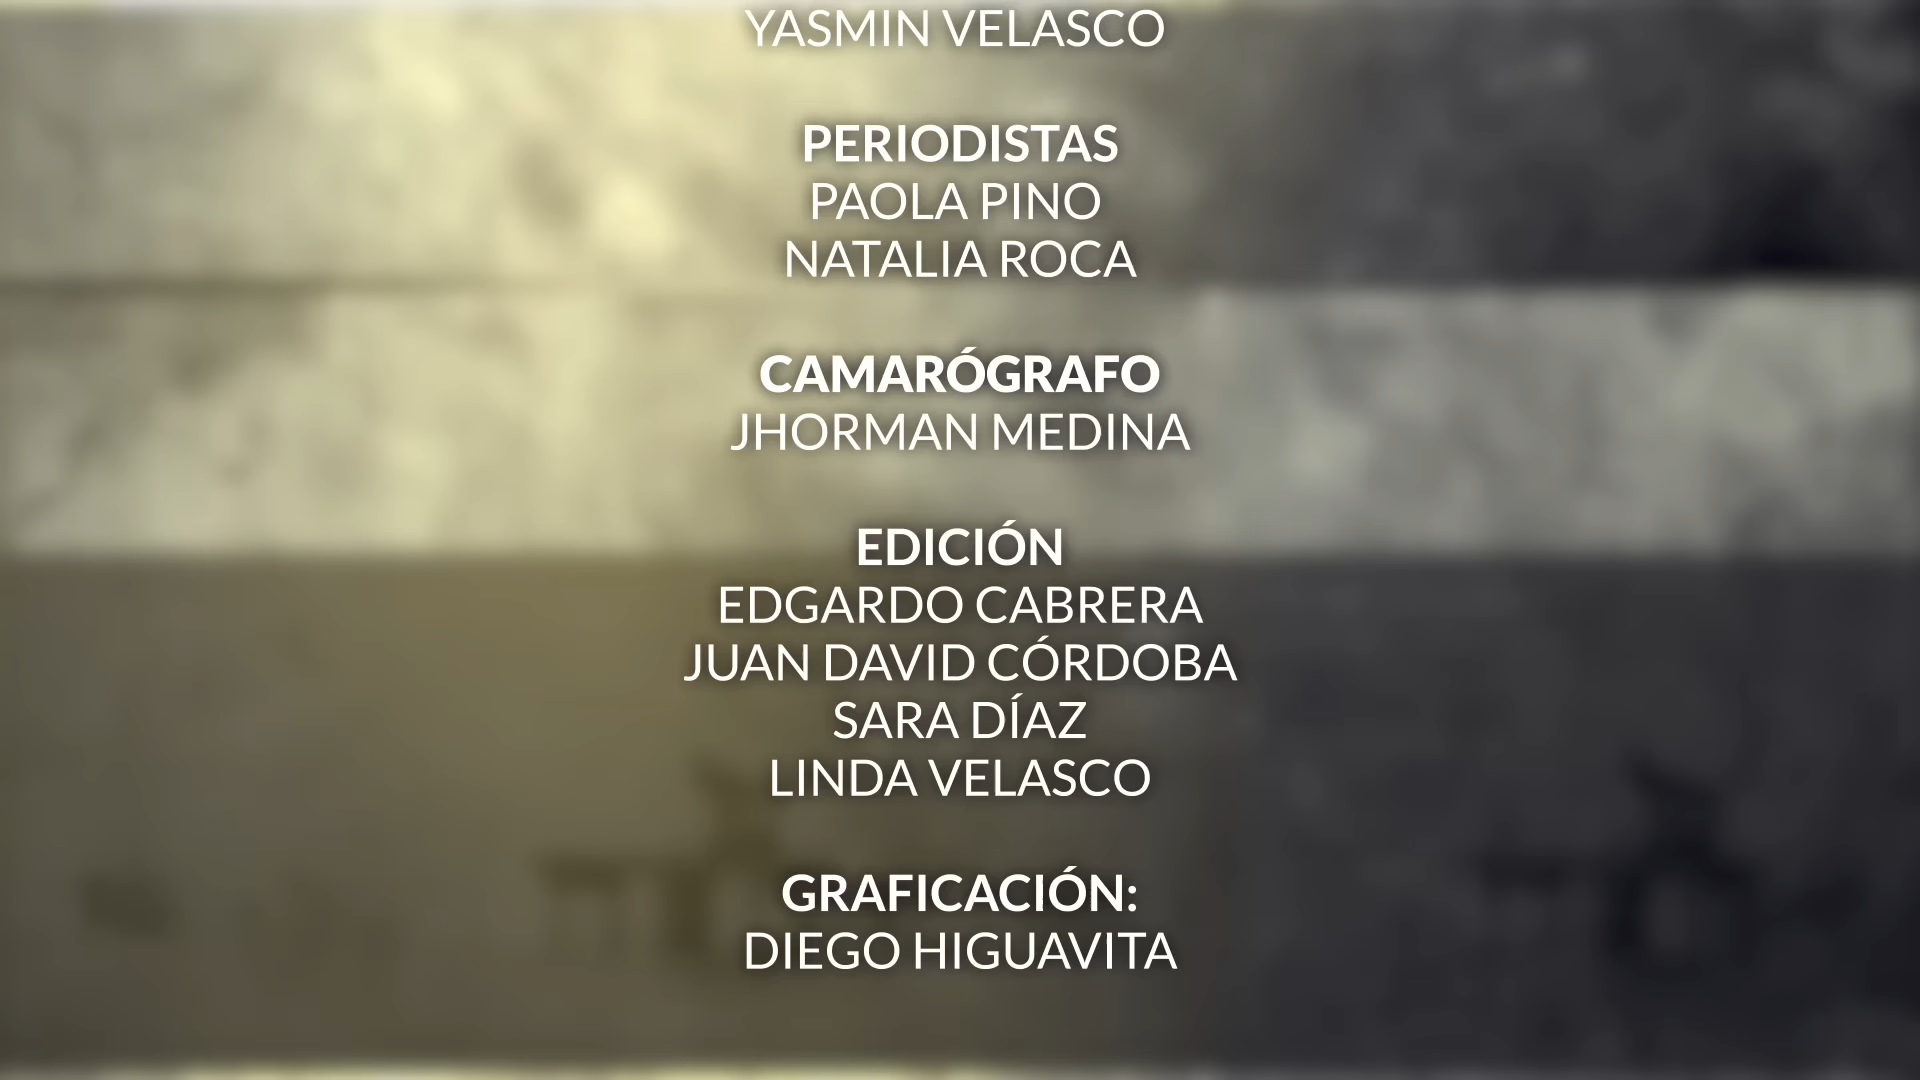 YASMIN VELASCO
PERIODISTAS
PAOLA PINO
NATALIA ROCA
CAMARÓGRAFO
JHORMAN MEDINA
EDICIÓN
EDGARDO CABRERA
JUAN DAVID CÓRDOBA
SARA DÍAZ
LINDA VELASCO
GRAFICACIÓN:
DIEGO HIGUAVITA